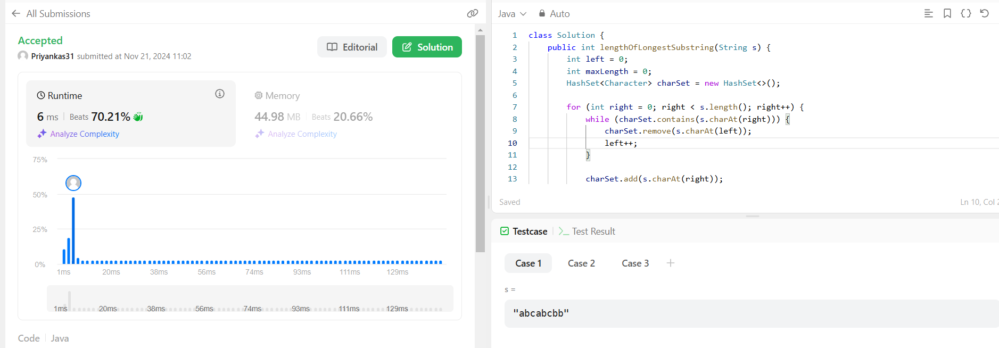 All Submissions
Accepted
Priyankas31 submitted at Nov 21, 2024 11:02
Editorial
Solution
Runtime
6 ms | Beats 70.21%
Analyze Complexity
Memory
44.98 MB | Beats 20.66%
Analyze Complexity
75%
50%
25%
0%
1ms 20ms 38ms 56ms 74ms 93ms 111ms 129ms
1ms 20ms 38ms 56ms 74ms 93ms 111ms 129ms
Code | Java
Java Auto
1 class Solution {
2 public int lengthOfLongestSubstring(String s) {
3 int left = 0;
4 int maxLength = 0;
5 HashSet<Character> charSet = new HashSet<>();
6
7 for (int right = 0; right < s.length(); right++) {
8 while (charSet.contains(s.charAt(right))) {
9 charSet.remove(s.charAt(left));
10 left++;
11 }
12
13 charSet.add(s.charAt(right));
Saved
Ln 10, Col
Testcase | >_ Test Result
Case 1 Case 2 Case 3 +
s =
"abcabcbb"